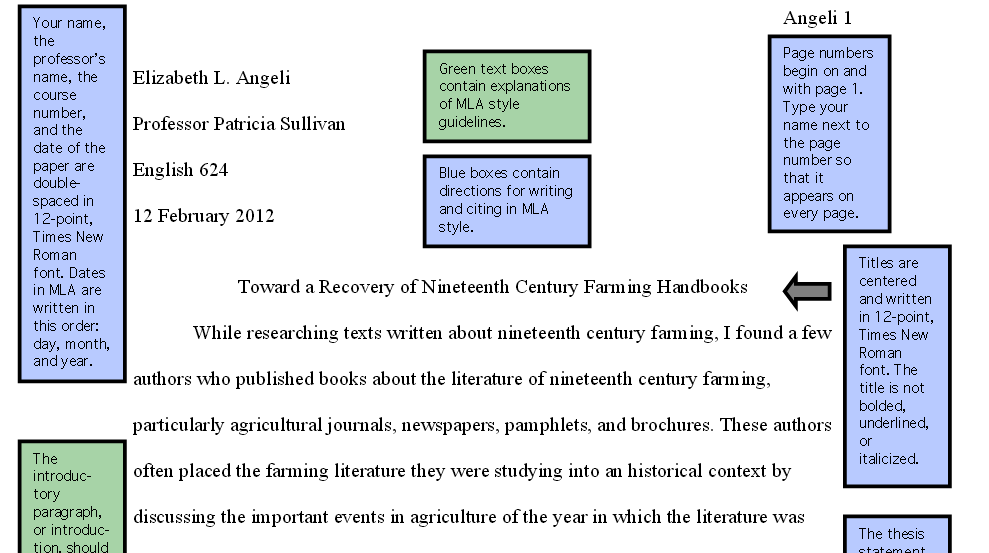 Angeli 1
Your name,
the
professor's
name, the
course
number,
and the
date of the
paper are
double-
spaced in
12-point,
Times New
Roman
font. Dates
in MLA are
written in
this order:
day, month,
and year.
Elizabeth L. Angeli
Professor Patricia Sullivan
English 624
12 February 2012
Green text boxes
contain explanations
of MLA style
guidelines.
Blue boxes contain
directions for writing
and citing in MLA
style.
Page numbers
begin on and
with page 1.
Type your
name next to
the page
number so
that it
appears on
every page.
Toward a Recovery of Nineteenth Century Farming Handbooks
Titles are
centered
and written
in 12-point,
Times New
Roman
font. The
title is not
bolded,
underlined,
or
italicized.
While researching texts written about nineteenth century farming, I found a few
authors who published books about the literature of nineteenth century farming,
particularly agricultural journals, newspapers, pamphlets, and brochures. These authors
often placed the farming literature they were studying into an historical context by
discussing the important events in agriculture of the year in which the literature was
The
introduc-
tory
paragraph,
or introduc-
tion, should
The thesis
statement